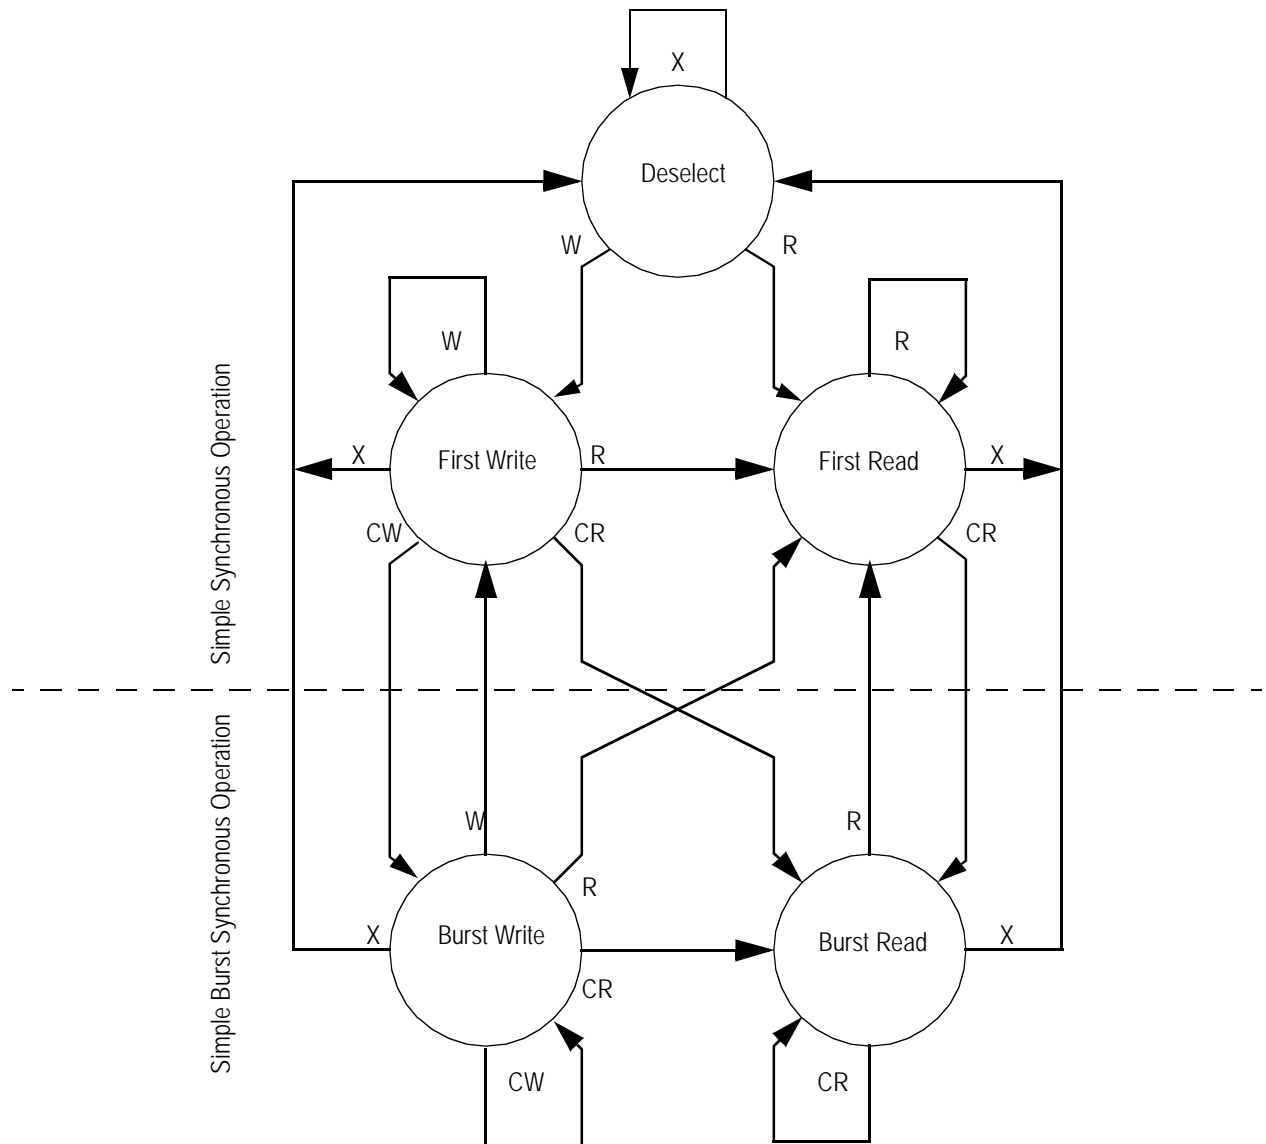 X
Deselect
W
R
W
R
Simple Synchronous Operation
X
First Write
R
First Read
X
CW
CR
CR
Simple Burst Synchronous Operation
W
R
R
X
Burst Write
Burst Read
X
CR
CW
CR